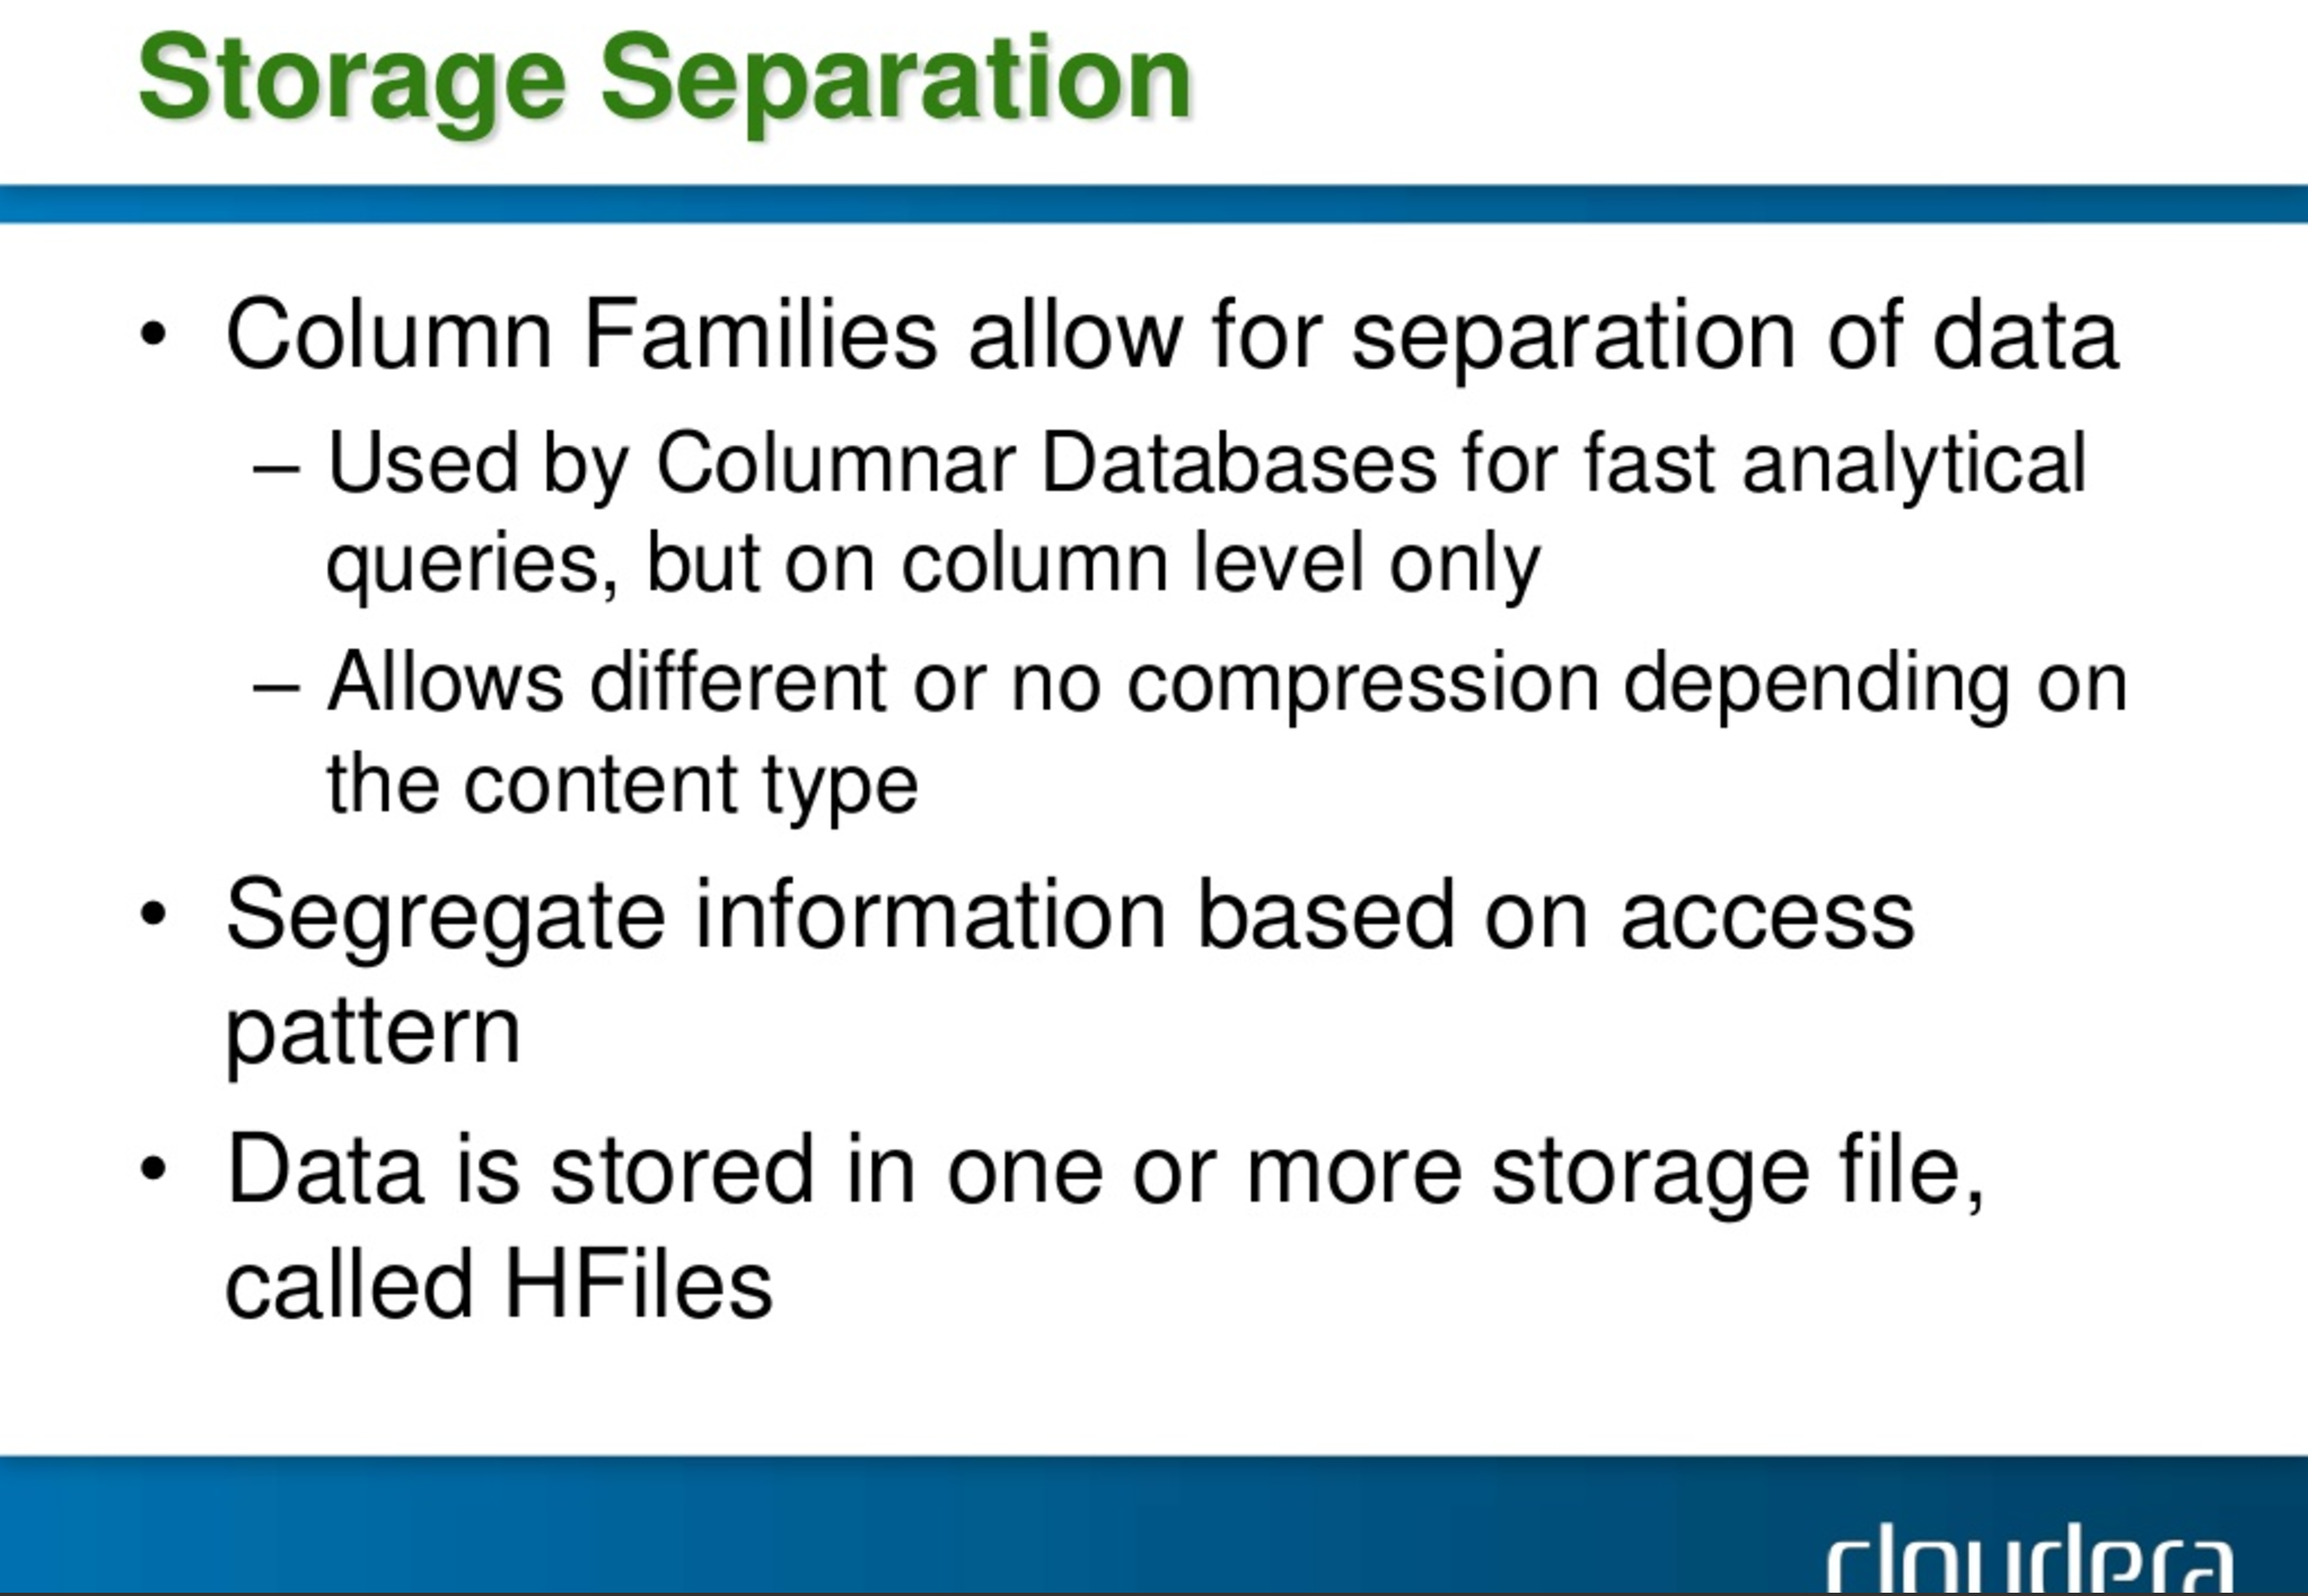 Storage Separation
• Column Families allow for separation of data
– Used by Columnar Databases for fast analytical
queries, but on column level only
– Allows different or no compression depending on
the content type
• Segregate information based on access
pattern
• Data is stored in one or more storage file,
called HFiles
cloudera